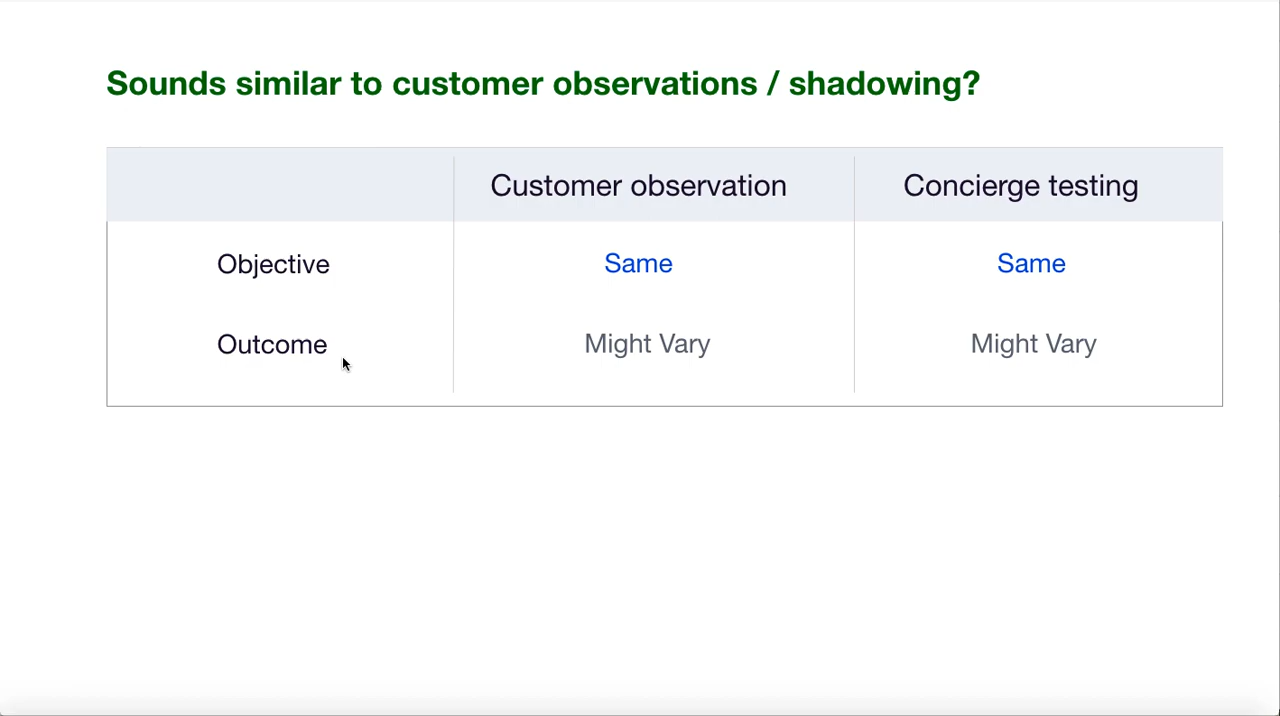 Sounds similar to customer observations / shadowing?
Customer observation Concierge testing
Objective Same Same
Outcome Might Vary Might Vary